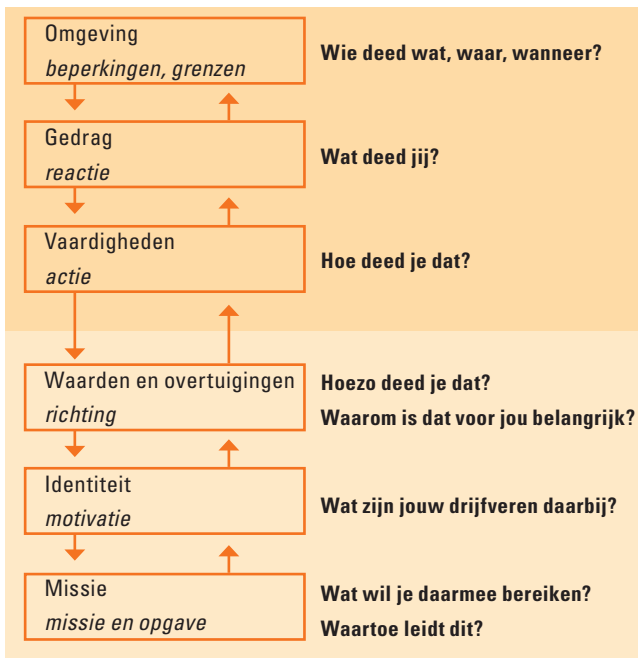 Omgeving
beperkingen, grenzen
Wie deed wat, waar, wanneer?
Gedrag
reactie
Wat deed jij?
Vaardigheden
actie
Hoe deed je dat?
Waarden en overtuigingen
richting
Hoezo deed je dat?
Waarom is dat voor jou belangrijk?
Identiteit
motivatie
Wat zijn jouw drijfveren daarbij?
Missie
missie en opgave
Wat wil je daarmee bereiken?
Waartoe leidt dit?